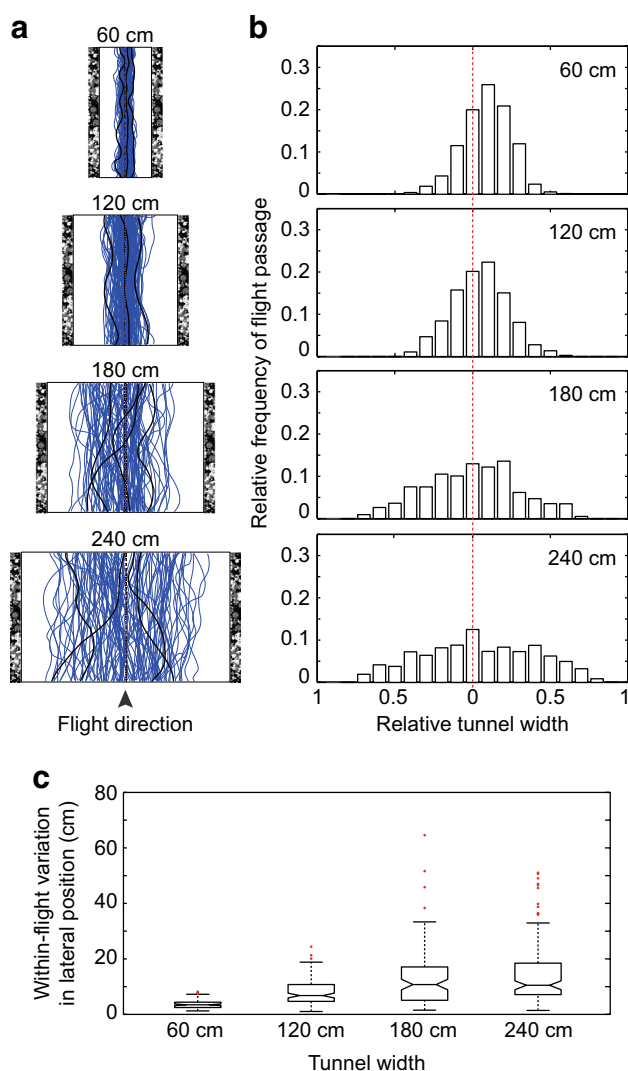 a
60 cm
120 cm
180 cm
240 cm
Flight direction
b
Relative frequency of flight passage
0.3
0.2
0.1
0
60 cm
0.3
0.2
0.1
0
120 cm
0.3
0.2
0.1
0
180 cm
0.3
0.2
0.1
0
240 cm
1 0.5 0 0.5 1
Relative tunnel width
c
Within-flight variation
in lateral position (cm)
80
60
40
20
10
0
60 cm 120 cm 180 cm 240 cm
Tunnel width